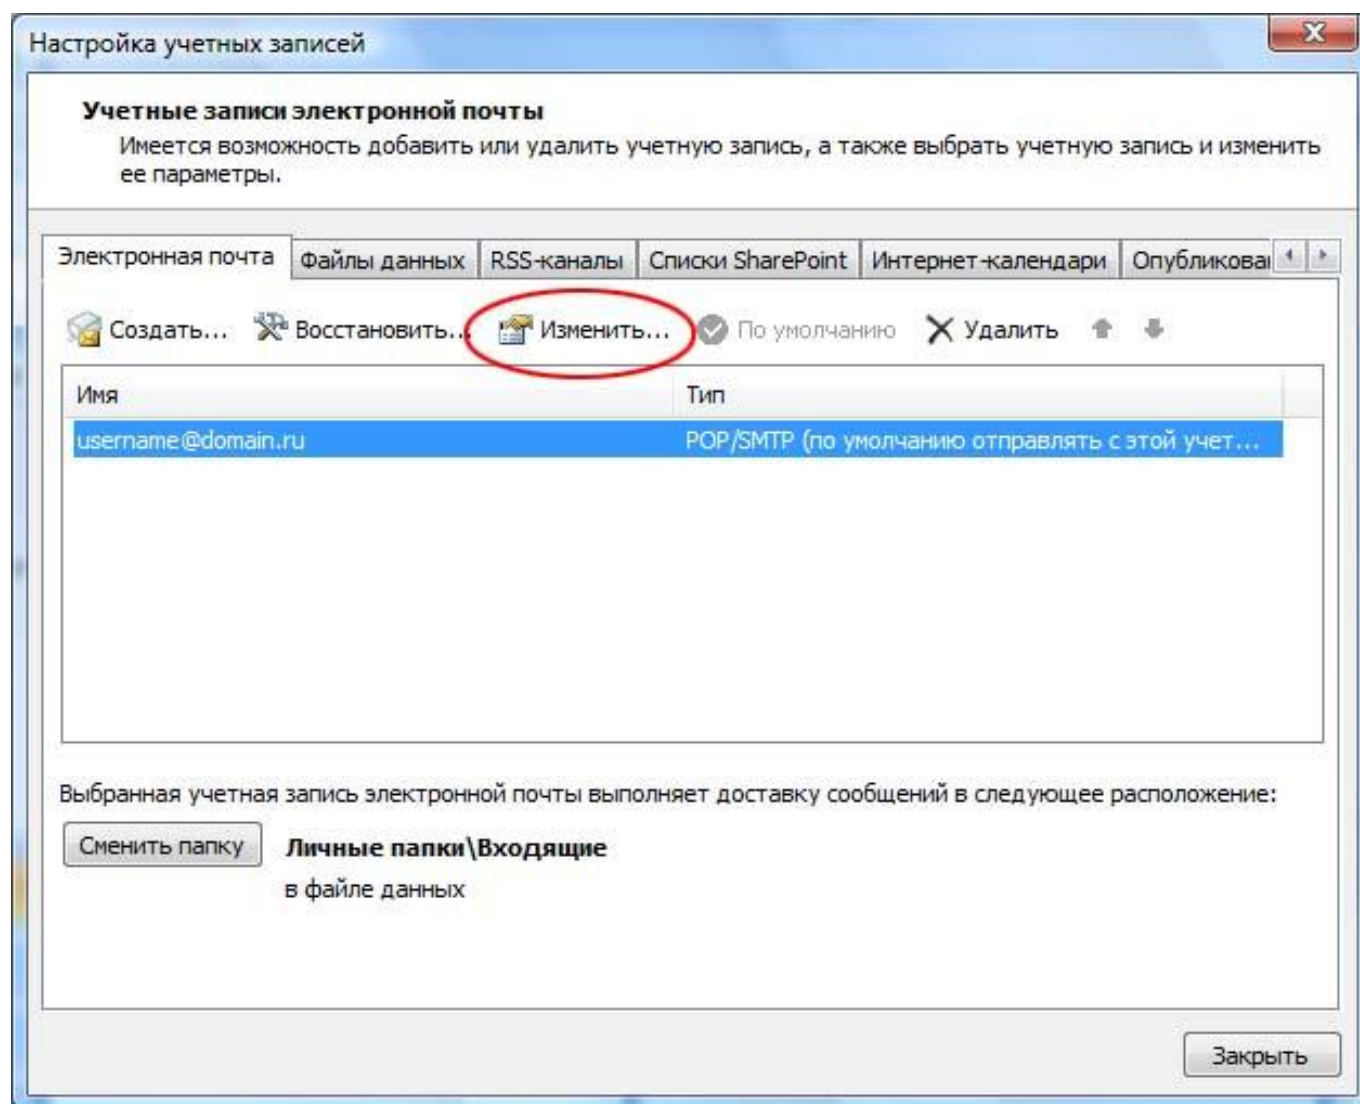 Настройка учетных записей
Учетные записи электронной почты
Имеется возможность добавить или удалить учетную запись, а также выбрать учетную запись и изменить
ее параметры.
Электронная почта Файлы данных RSS-каналы Списки SharePoint Интернет-календари Опубликован
Создать... Восстановить... Изменить... По умолчанию Удалить
Имя Тип
username@domain.ru POP/SMTP (по умолчанию отправлять с этой учет...
Выбранная учетная запись электронной почты выполняет доставку сообщений в следующее расположение:
Сменить папку Личные папки\Входящие
в файле данных
Закрыть